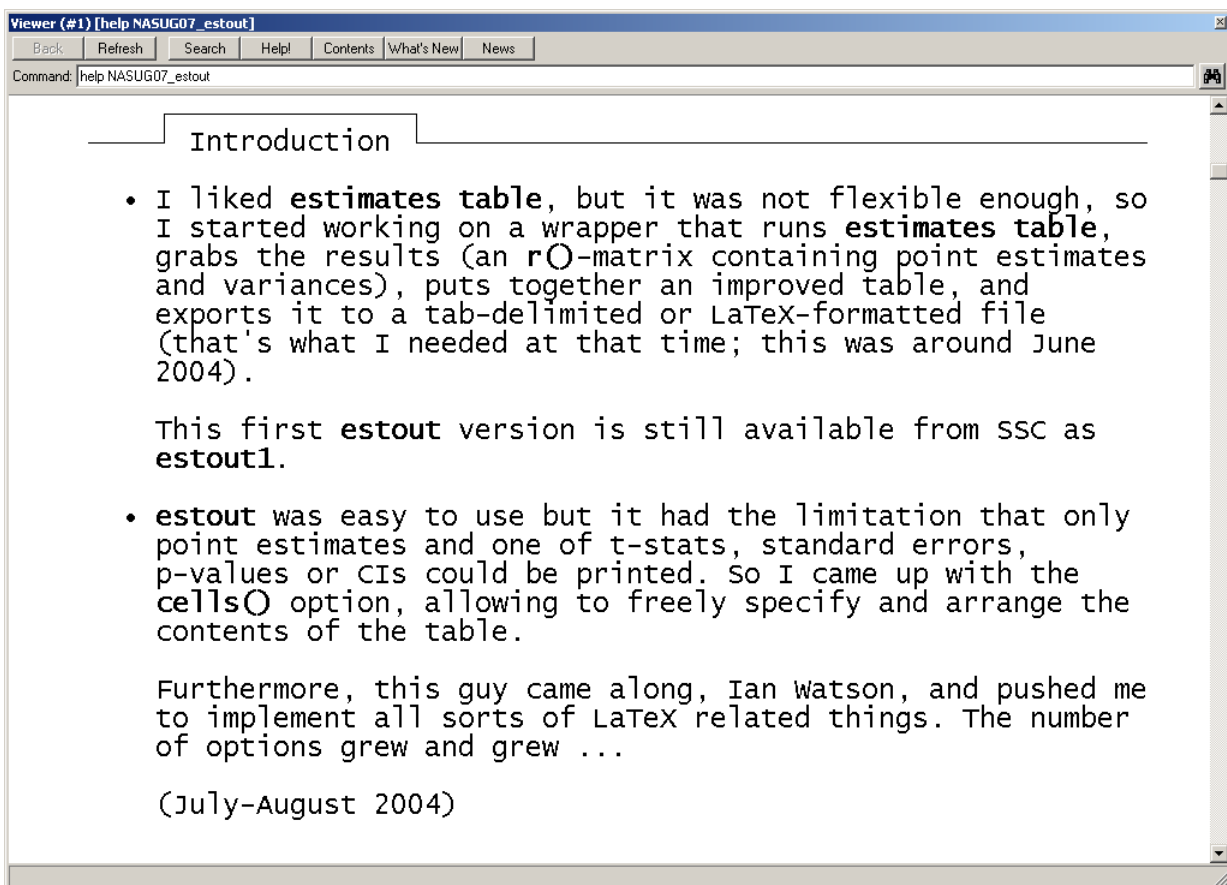 Viewer (#1) [help NASUG07_estout]
Back Refresh Search Help! Contents What's New News
Command: help NASUG07_estout
Introduction
• I liked estimates table, but it was not flexible enough, so
I started working on a wrapper that runs estimates table,
grabs the results (an r()-matrix containing point estimates
and variances), puts together an improved table, and
exports it to a tab-delimited or LaTeX-formatted file
(that's what I needed at that time; this was around June
2004).
This first estout version is still available from SSC as
estout1.
• estout was easy to use but it had the limitation that only
point estimates and one of t-stats, standard errors,
p-values or CIs could be printed. So I came up with the
cells() option, allowing to freely specify and arrange the
contents of the table.
Furthermore, this guy came along, Ian Watson, and pushed me
to implement all sorts of LaTeX related things. The number
of options grew and grew ...
(July-August 2004)